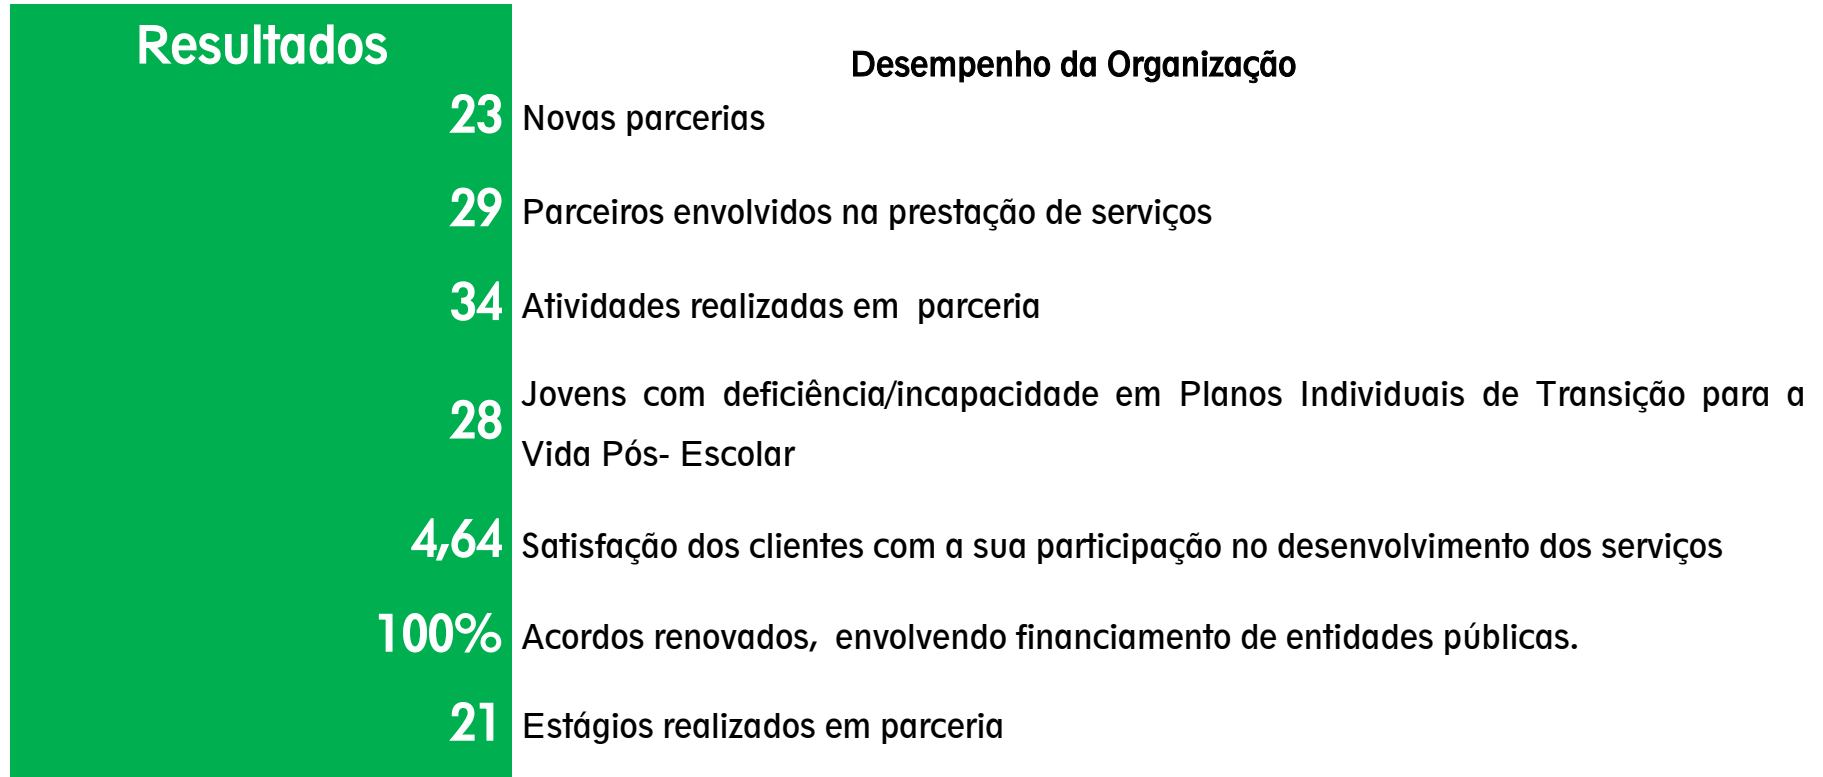 Resultados
Desempenho da Organização
23 Novas parcerias
29 Parceiros envolvidos na prestação de serviços
34 Atividades realizadas em  parceria
28 Jovens com deficiência/incapacidade em Planos Individuais de Transição para a
Vida Pós- Escolar
4,64 Satisfação dos clientes com a sua participação no desenvolvimento dos serviços
100% Acordos renovados,  envolvendo financiamento de entidades públicas.
21 Estágios realizados em parceria